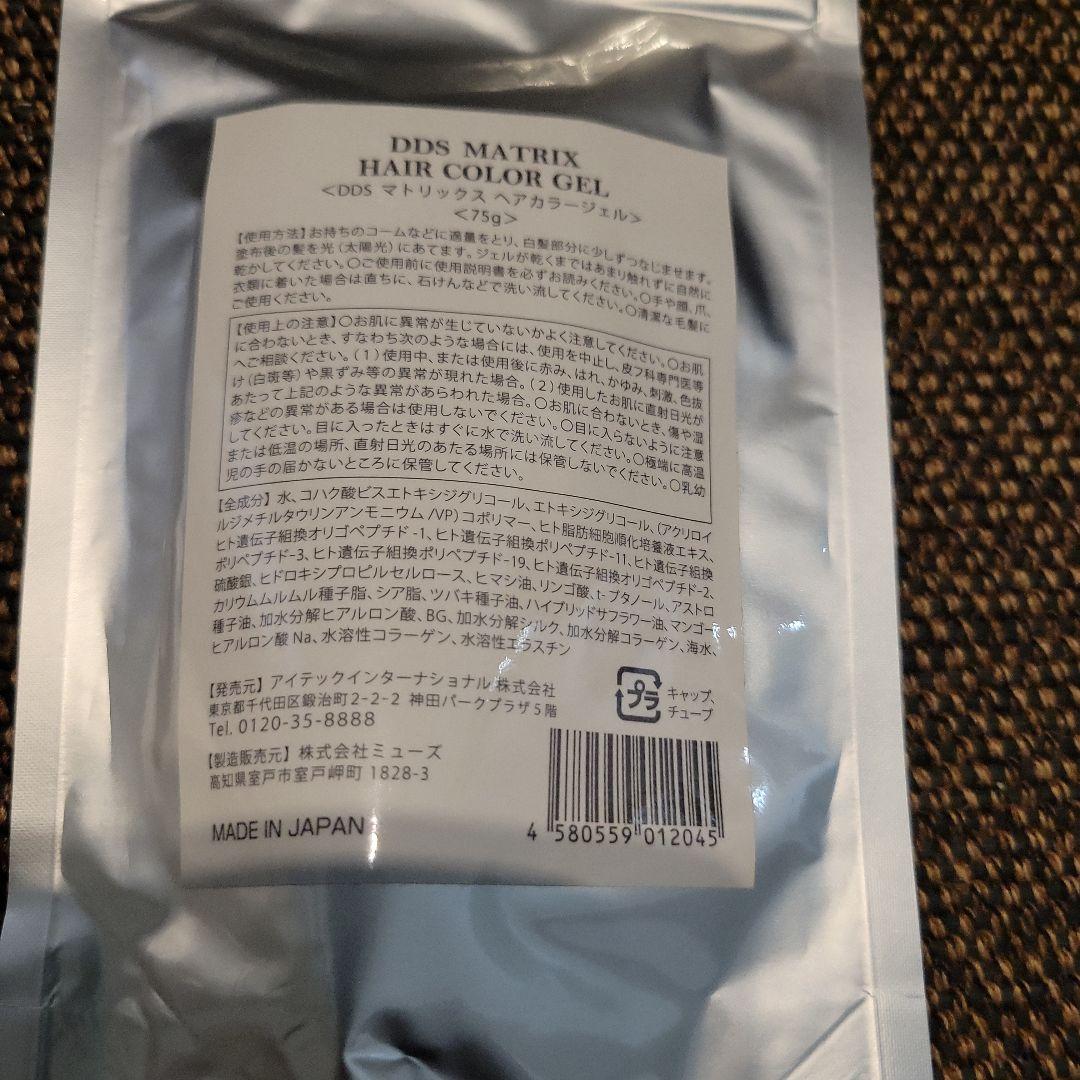 DDS MATRIX
HAIR COLOR GEL
<DDS マトリックス ヘアカラージェル>
<75g>
【使用方法】お持ちのコームなどに適量をとり、白髪部分に少しずつなじませます。
塗布後の髪を光(太陽光)にあてます。ジェルが乾くまではあまり触れずに自然に
乾かしてください。〇ご使用前に使用説明書を必ずお読みください。〇手や顔、爪、
衣類に着いた場合は直ちに、石けんなどで洗い流してください。〇清潔な毛髪に
ご使用ください。
【使用上の注意】〇お肌に異常が生じていないかよく注意してください。〇お肌
に合わないとき、すなわち次のような場合には、使用を中止し、皮フ科専門医等
へご相談ください。(1)使用中、または使用後に赤み、はれ、かゆみ、刺激、色抜
け(白斑等)や黒ずみ等の異常が現れた場合。(2)使用したお肌に直射日光が
あたって上記のような異常があらわれた場合。〇お肌に合わないとき、傷や湿
疹などの異常がある場合は使用しないでください。〇目に入らないように注意
してください。目に入ったときはすぐに水で洗い流してください。〇極端に高温
または低温の場所、直射日光のあたる場所には保管しないでください。〇乳幼
児の手の届かないところに保管してください。
【全成分】水、コハク酸ビスエトキシジグリコール、エトキシジグリコール、(アクリロイ
ルジメチルタウリンアンモニウム/VP)コポリマー、ヒト脂肪細胞順化培養液エキス、
ヒト遺伝子組換オリゴペプチド-1、ヒト遺伝子組換ポリペプチド-11、ヒト遺伝子組換
ポリペプチド-3、ヒト遺伝子組換ポリペプチド-19、ヒト遺伝子組換オリゴペプチド-2、
硫酸銀、ヒドロキシプロピルセルロース、ヒマシ油、リンゴ酸、t-ブタノール、アストロ
カリウムムルムル種子脂、シア脂、ツバキ種子油、ハイブリッドサフラワー油、マンゴー
種子油、加水分解ヒアルロン酸、BG、加水分解シルク、加水分解コラーゲン、海水、
ヒアルロン酸Na、水溶性コラーゲン、水溶性エラスチン
【発売元】アイテックインターナショナル株式会社
東京都千代田区鍛治町2-2-2 神田パークプラザ5階
Tel. 0120-35-8888
プラ
キャップ、
チューブ
【製造販売元】株式会社ミューズ
高知県室戸市室戸岬町 1828-3
MADE IN JAPAN
4 580559 012045